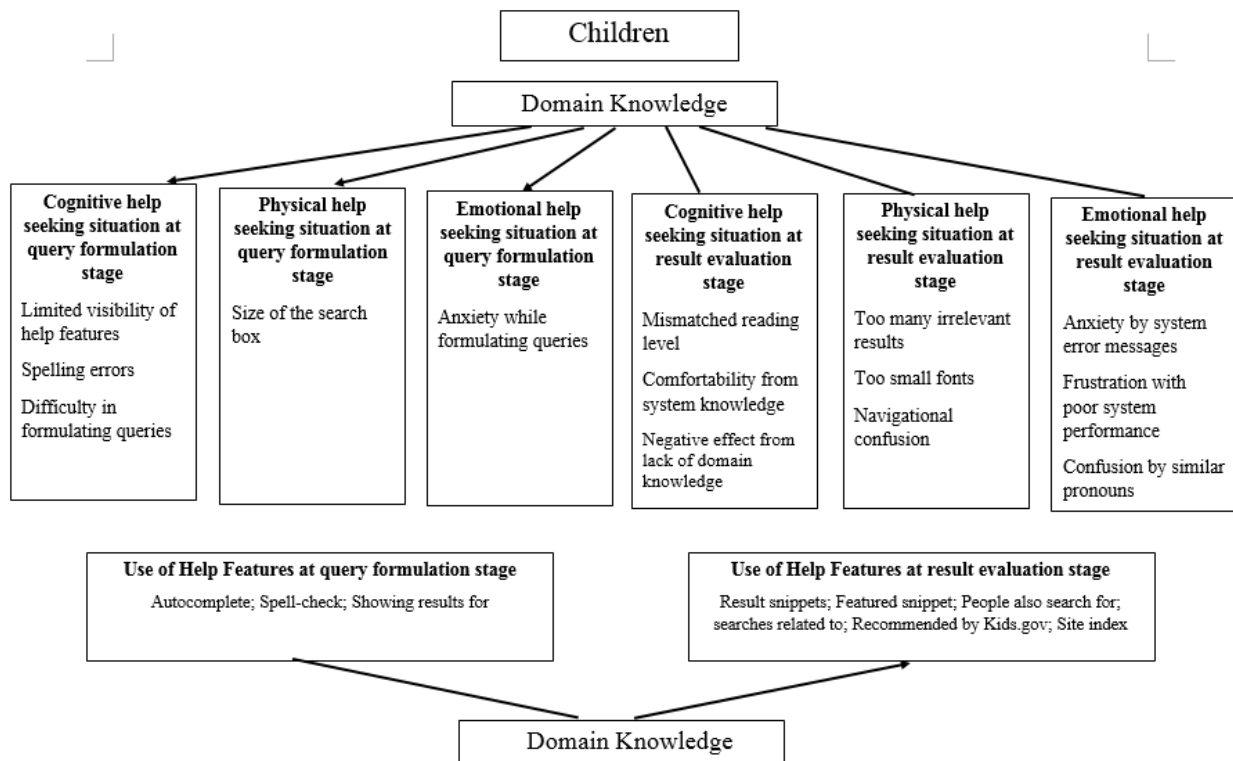 Children
Domain Knowledge
Cognitive help
seeking situation at
query formulation
stage
Limited visibility of
help features
Spelling errors
Difficulty in
formulating queries
Physical help
seeking situation at
query formulation
stage
Size of the search
box
Emotional help
seeking situation at
query formulation
stage
Anxiety while
formulating queries
Cognitive help
seeking situation at
result evaluation
stage
Mismatched reading
level
Comfortability from
system knowledge
Negative effect from
lack of domain
knowledge
Physical help
seeking situation at
result evaluation
stage
Too many irrelevant
results
Too small fonts
Navigational
confusion
Emotional help
seeking situation at
result evaluation
stage
Anxiety by system
error messages
Frustration with
poor system
performance
Confusion by similar
pronouns
Use of Help Features at query formulation stage
Autocomplete; Spell-check; Showing results for
Use of Help Features at result evaluation stage
Result snippets; Featured snippet; People also search for;
searches related to; Recommended by Kids.gov; Site index
Domain Knowledge